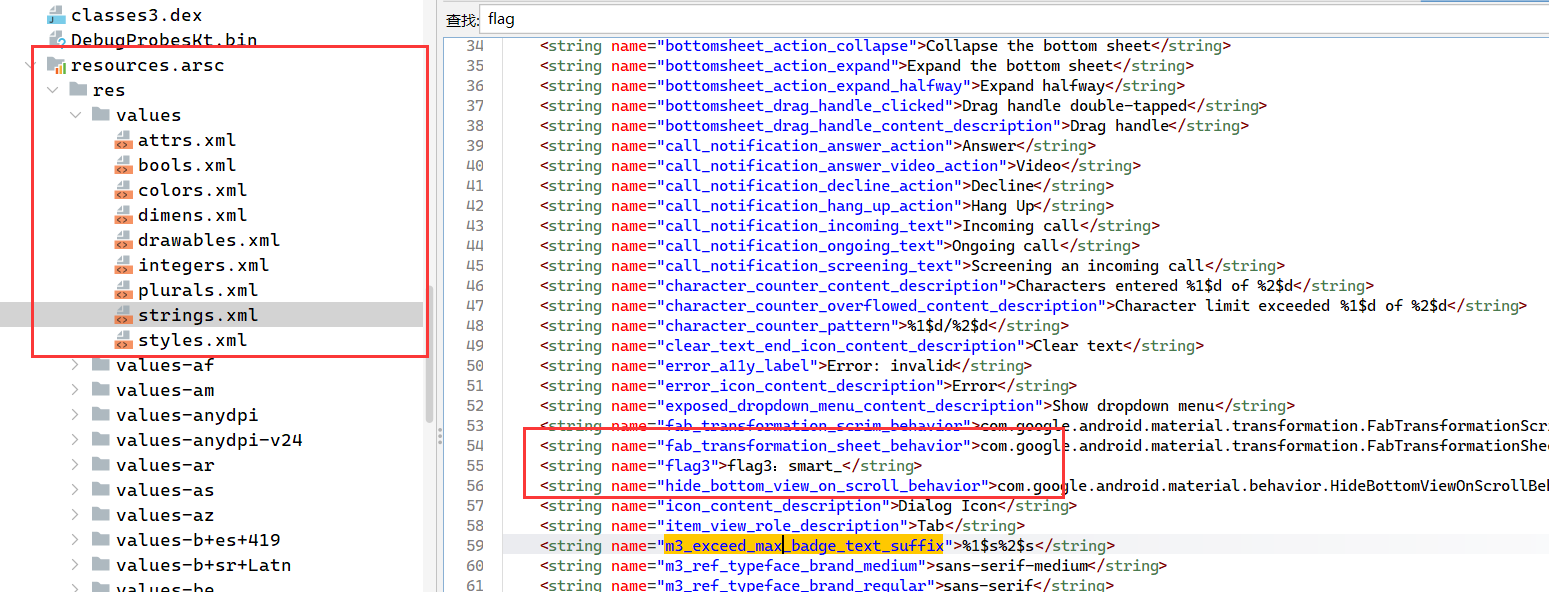 classes3.dex
DebugProbesKt.bin
resources.arsc
res
values
attrs.xml
bools.xml
colors.xml
dimens.xml
drawables.xml
integers.xml
plurals.xml
strings.xml
styles.xml
values-af
values-am
values-anydpi
values-anydpi-v24
values-ar
values-as
values-az
values-b+es+419
values-b+sr+Latn
values-be
查找: flag
34 <string name="bottomsheet_action_collapse">Collapse the bottom sheet</string>
35 <string name="bottomsheet_action_expand">Expand the bottom sheet</string>
36 <string name="bottomsheet_action_expand_halfway">Expand halfway</string>
37 <string name="bottomsheet_drag_handle_clicked">Drag handle double-tapped</string>
38 <string name="bottomsheet_drag_handle_content_description">Drag handle</string>
39 <string name="call_notification_answer_action">Answer</string>
40 <string name="call_notification_answer_video_action">Video</string>
41 <string name="call_notification_decline_action">Decline</string>
42 <string name="call_notification_hang_up_action">Hang Up</string>
43 <string name="call_notification_incoming_text">Incoming call</string>
44 <string name="call_notification_ongoing_text">Ongoing call</string>
45 <string name="call_notification_screening_text">Screening an incoming call</string>
46 <string name="character_counter_content_description">Characters entered %1$d of %2$d</string>
47 <string name="character_counter_overflowed_content_description">Character limit exceeded %1$d of %2$d</string>
48 <string name="character_counter_pattern">%1$d/%2$d</string>
49 <string name="clear_text_end_icon_content_description">Clear text</string>
50 <string name="error_a11y_label">Error: invalid</string>
51 <string name="error_icon_content_description">Error</string>
52 <string name="exposed_dropdown_menu_content_description">Show dropdown menu</string>
53 <string name="fab_transformation_scrim_behavior">com.google.android.material.transformation.FabTransformationScri
54 <string name="fab_transformation_sheet_behavior">com.google.android.material.transformation.FabTransformationShee
55 <string name="flag3">flag3：smart_</string>
56 <string name="hide_bottom_view_on_scroll_behavior">com.google.android.material.behavior.HideBottomViewOnScrollBeh
57 <string name="icon_content_description">Dialog Icon</string>
58 <string name="item_view_role_description">Tab</string>
59 <string name="m3_exceed_max_badge_text_suffix">%1$s%2$s</string>
60 <string name="m3_ref_typeface_brand_medium">sans-serif-medium</string>
61 <string name="m3_ref_typeface_brand_regular">sans-serif</string>